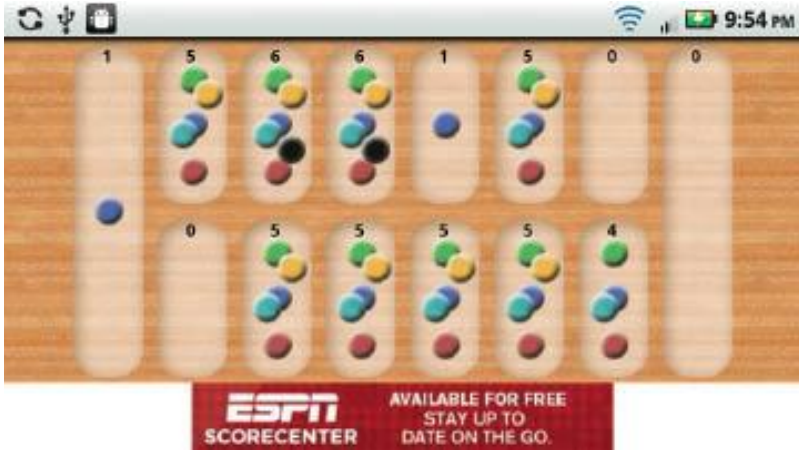 9:54 PM
1 5 6 6 1 5 0 0
0 5 5 5 5 4
ESPN
SCORECENTER
AVAILABLE FOR FREE
STAY UP TO
DATE ON THE GO.